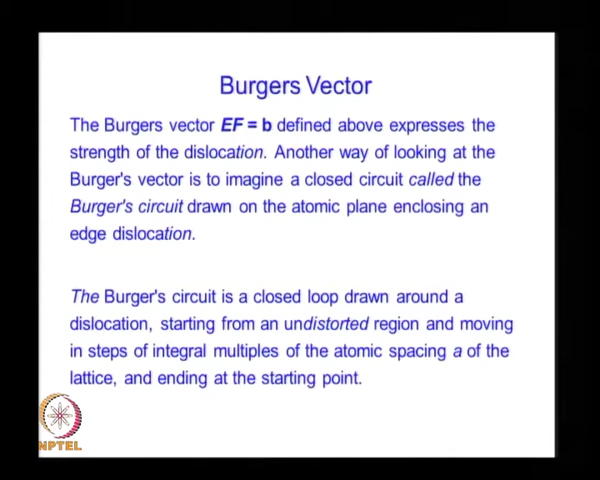 Burgers Vector
The Burgers vector EF = b defined above expresses the
strength of the dislocation. Another way of looking at the
Burger's vector is to imagine a closed circuit called the
Burger's circuit drawn on the atomic plane enclosing an
edge dislocation.
The Burger's circuit is a closed loop drawn around a
dislocation, starting from an undistorted region and moving
in steps of integral multiples of the atomic spacing a of the
lattice, and ending at the starting point.
NPTEL